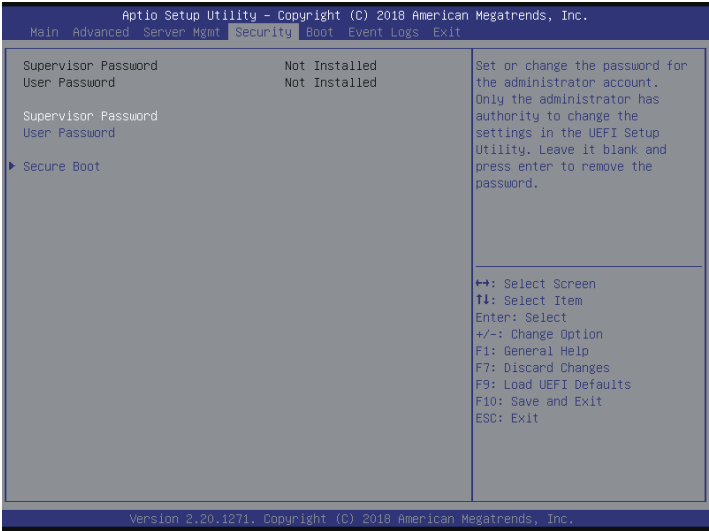 Aptio Setup Utility – Copyright (C) 2018 American Megatrends, Inc.
Main Advanced Server Mgmt Security Boot Event Logs Exit
Supervisor Password Not Installed
User Password Not Installed
Supervisor Password
User Password
Secure Boot
Set or change the password for
the administrator account.
Only the administrator has
authority to change the
settings in the UEFI Setup
Utility. Leave it blank and
press enter to remove the
password.
↔: Select Screen
↑↓: Select Item
Enter: Select
+/-: Change Option
F1: General Help
F7: Discard Changes
F9: Load UEFI Defaults
F10: Save and Exit
ESC: Exit
Version 2.20.1271. Copyright (C) 2018 American Megatrends, Inc.